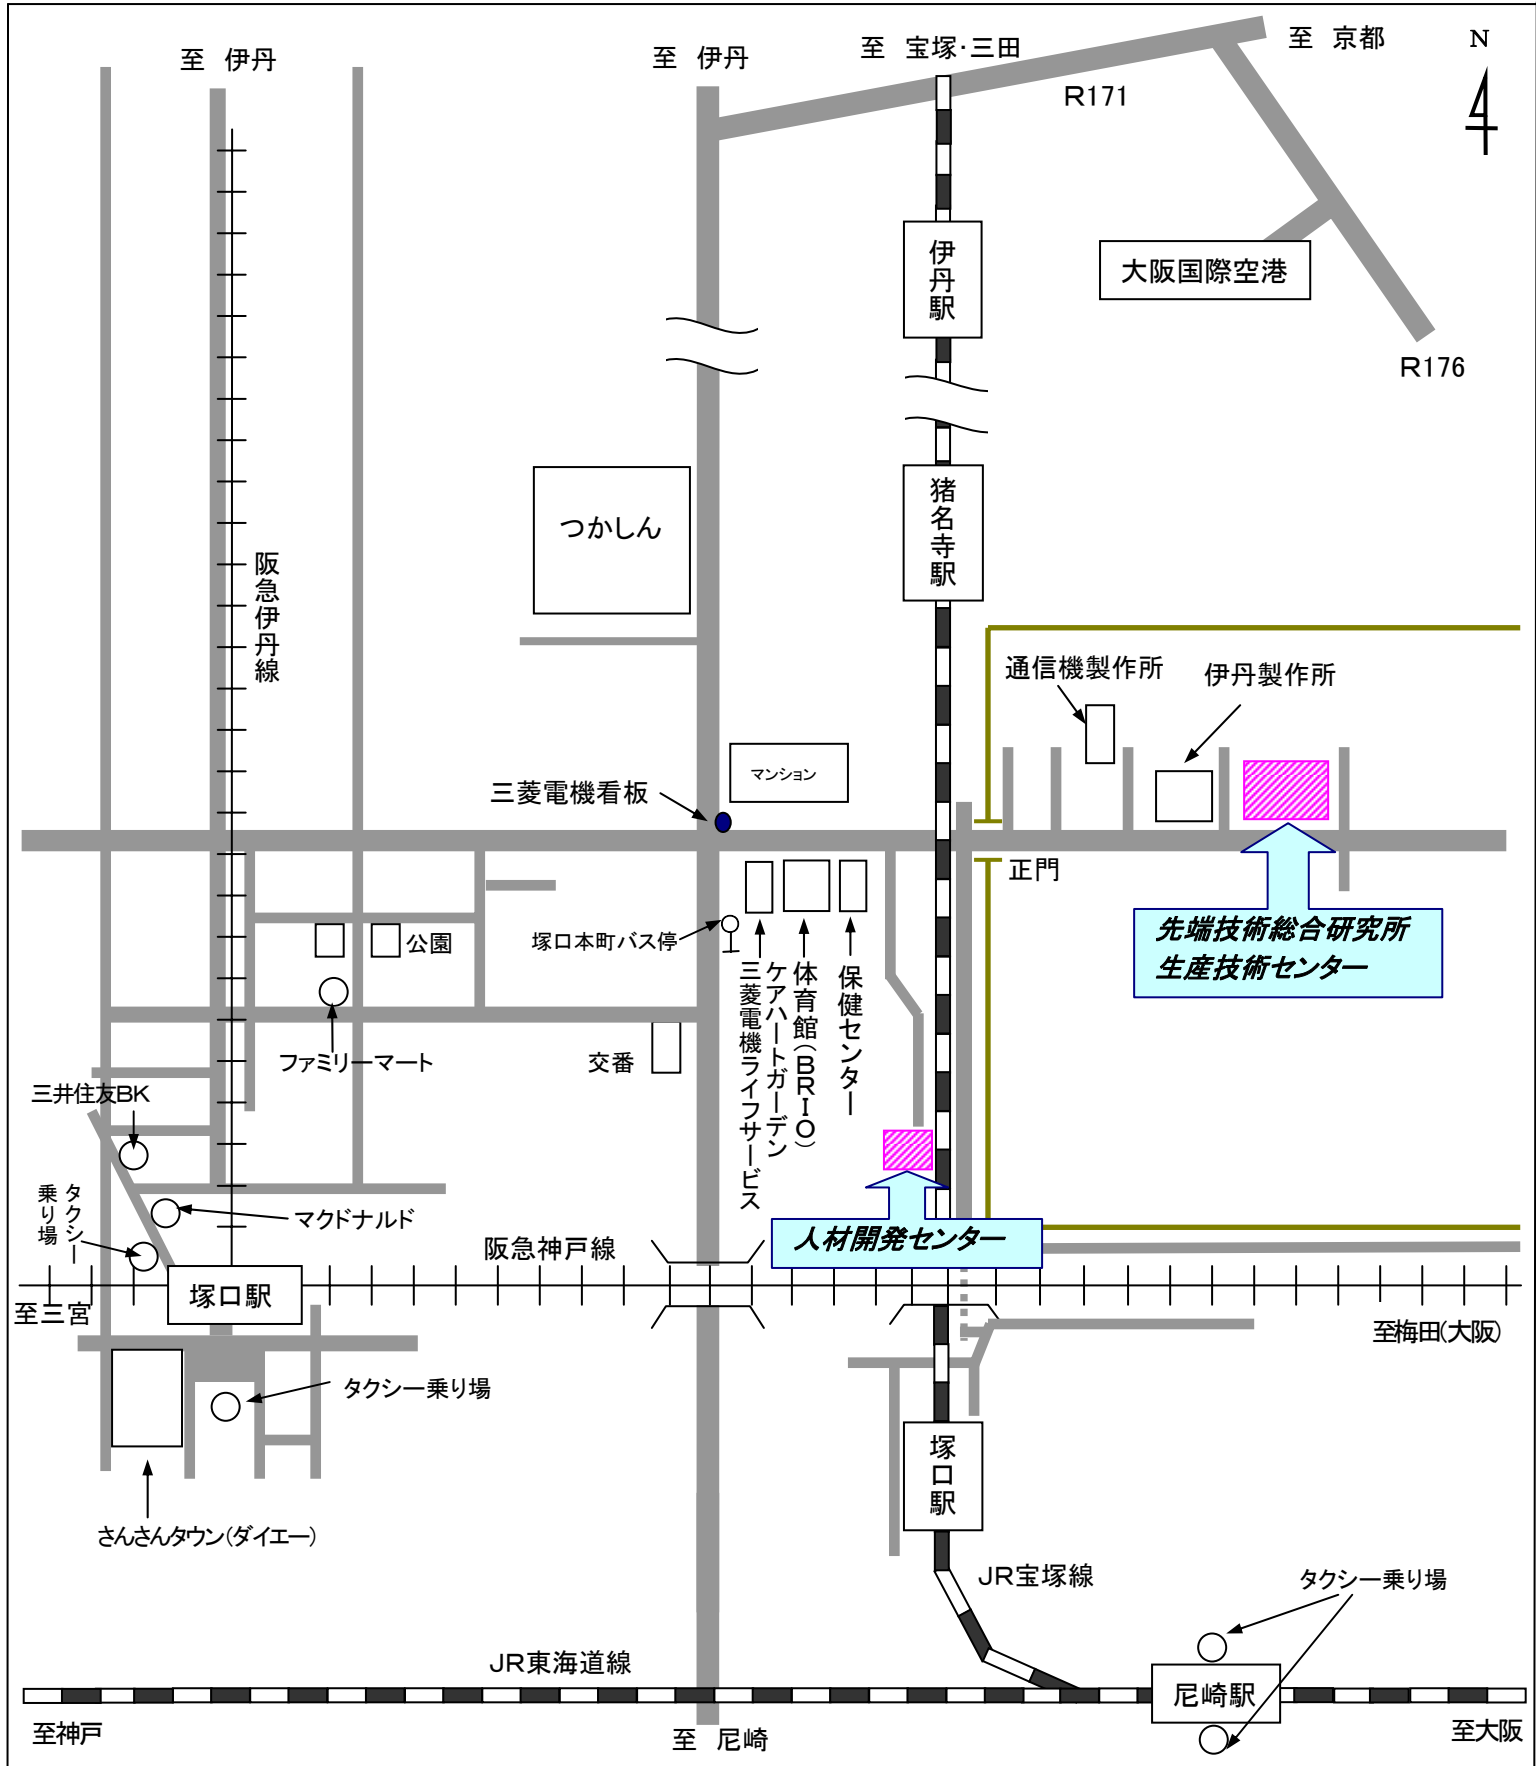 至　伊丹
至　伊丹
至　宝塚・三田
至　京都
N
R171
伊丹駅
大阪国際空港
R176
つかしん
猪名寺駅
阪急伊丹線
通信機製作所
伊丹製作所
マンション
三菱電機看板
正門
公園
塚口本町バス停
先端技術総合研究所
生産技術センター
三菱電機ライフサービス
ケアハートガーデン
体育館(BRIO)
保健センター
ファミリーマート
交番
三井住友BK
タクシー
乗り場
マクドナルド
阪急神戸線
人材開発センター
塚口駅
至三宮
至梅田(大阪)
タクシー乗り場
塚口駅
さんさんタウン(ダイエー)
JR宝塚線
タクシー乗り場
JR東海道線
尼崎駅
至神戸
至　尼崎
至大阪